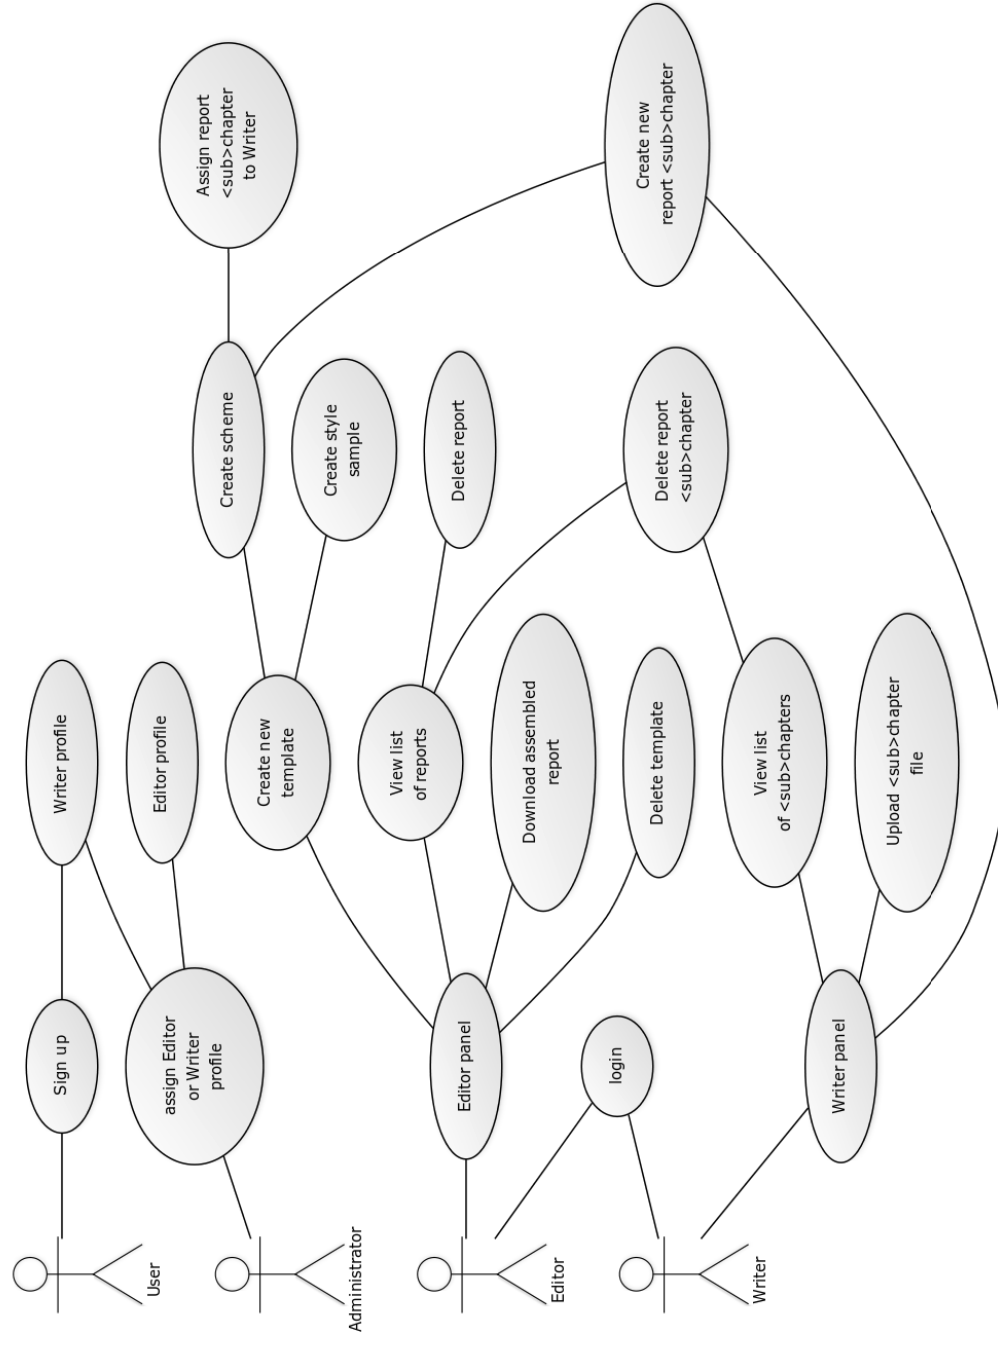 User
Administrator
Editor
Writer
Sign up
assign Editor
or Writer
profile
Editor panel
login
Writer panel
Writer profile
Editor profile
Create new
template
View list
of reports
Download assembled
report
Delete template
View list
of <sub>chapters
Upload <sub>chapter
file
Create scheme
Create style
sample
Delete report
Delete report
<sub>chapter
Assign report
<sub>chapter
to Writer
Create new
report <sub>chapter